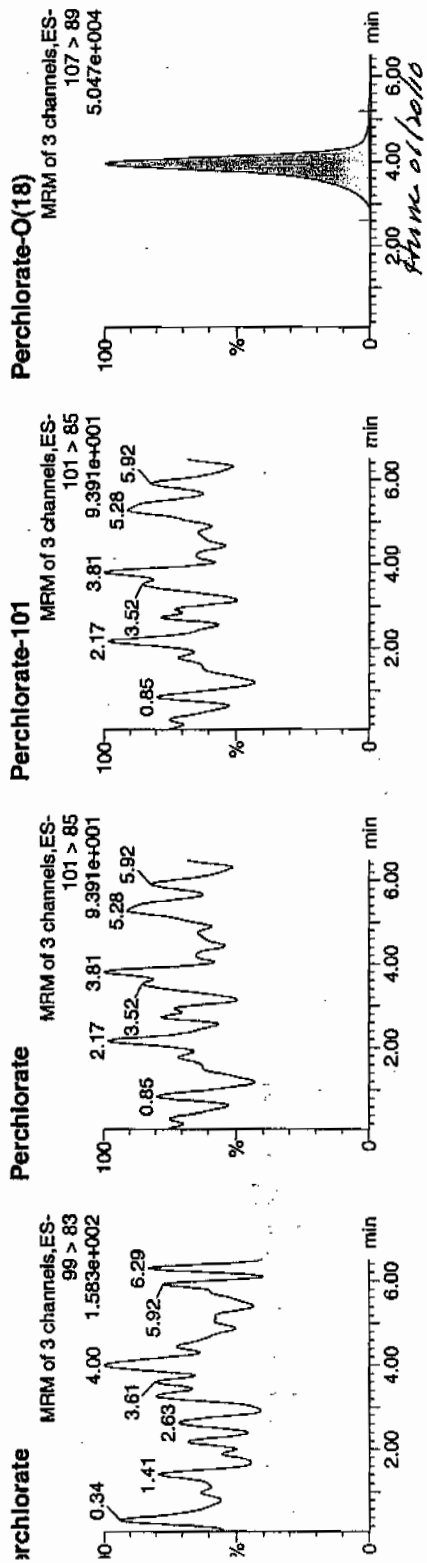 rchlorate
MRM of 3 channels,ES-
99 > 83
1.583e+002
0.34
1.41
2.63
3.61
4.00
5.92
6.29
%
0
2.00
4.00
6.00
min
Perchlorate
MRM of 3 channels,ES-
101 > 85
9.391e+001
100
0.85
2.17
3.52
3.81
5.28
5.92
%
0
2.00
4.00
6.00
min
Perchlorate-101
MRM of 3 channels,ES-
101 > 85
9.391e+001
100
0.85
2.17
3.52
3.81
5.28
5.92
%
0
2.00
4.00
6.00
min
Perchlorate-O(18)
MRM of 3 channels,ES-
107 > 89
5.047e+004
100
%
0
2.00
4.00
6.00
min